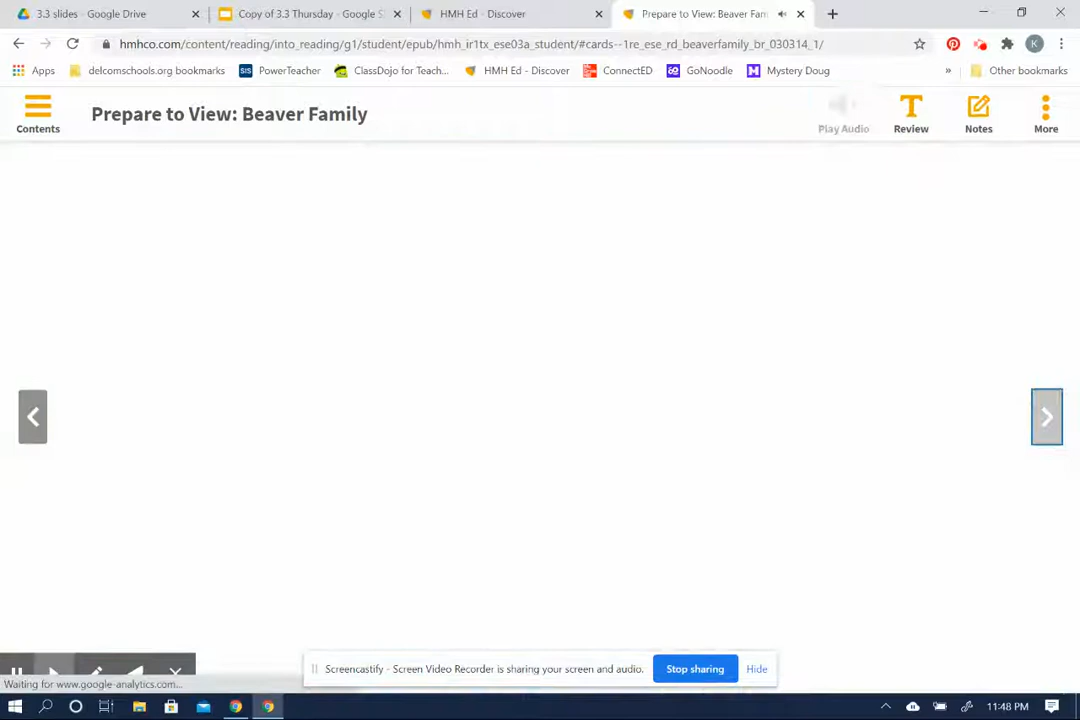 3.3 slides - Google Drive
Copy of 3.3 Thursday - Google S
HMH Ed - Discover
Prepare to View: Beaver Fam
hmhco.com/content/reading/into_reading/g1/student/epub/hmh_ir1tx_ese03a_student/#cards--1re_ese_rd_beaverfamily_br_030314_1/
K
Apps
delcomschools.org bookmarks
SIS PowerTeacher
ClassDojo for Teach...
HMH Ed - Discover
ConnectED
GoNoodle
M Mystery Doug
»
Other bookmarks
Contents
Prepare to View: Beaver Family
Play Audio
T Review
Notes
More
Screencastify - Screen Video Recorder is sharing your screen and audio.
Stop sharing
Hide
Waiting for www.google-analytics.com...
11:48 PM